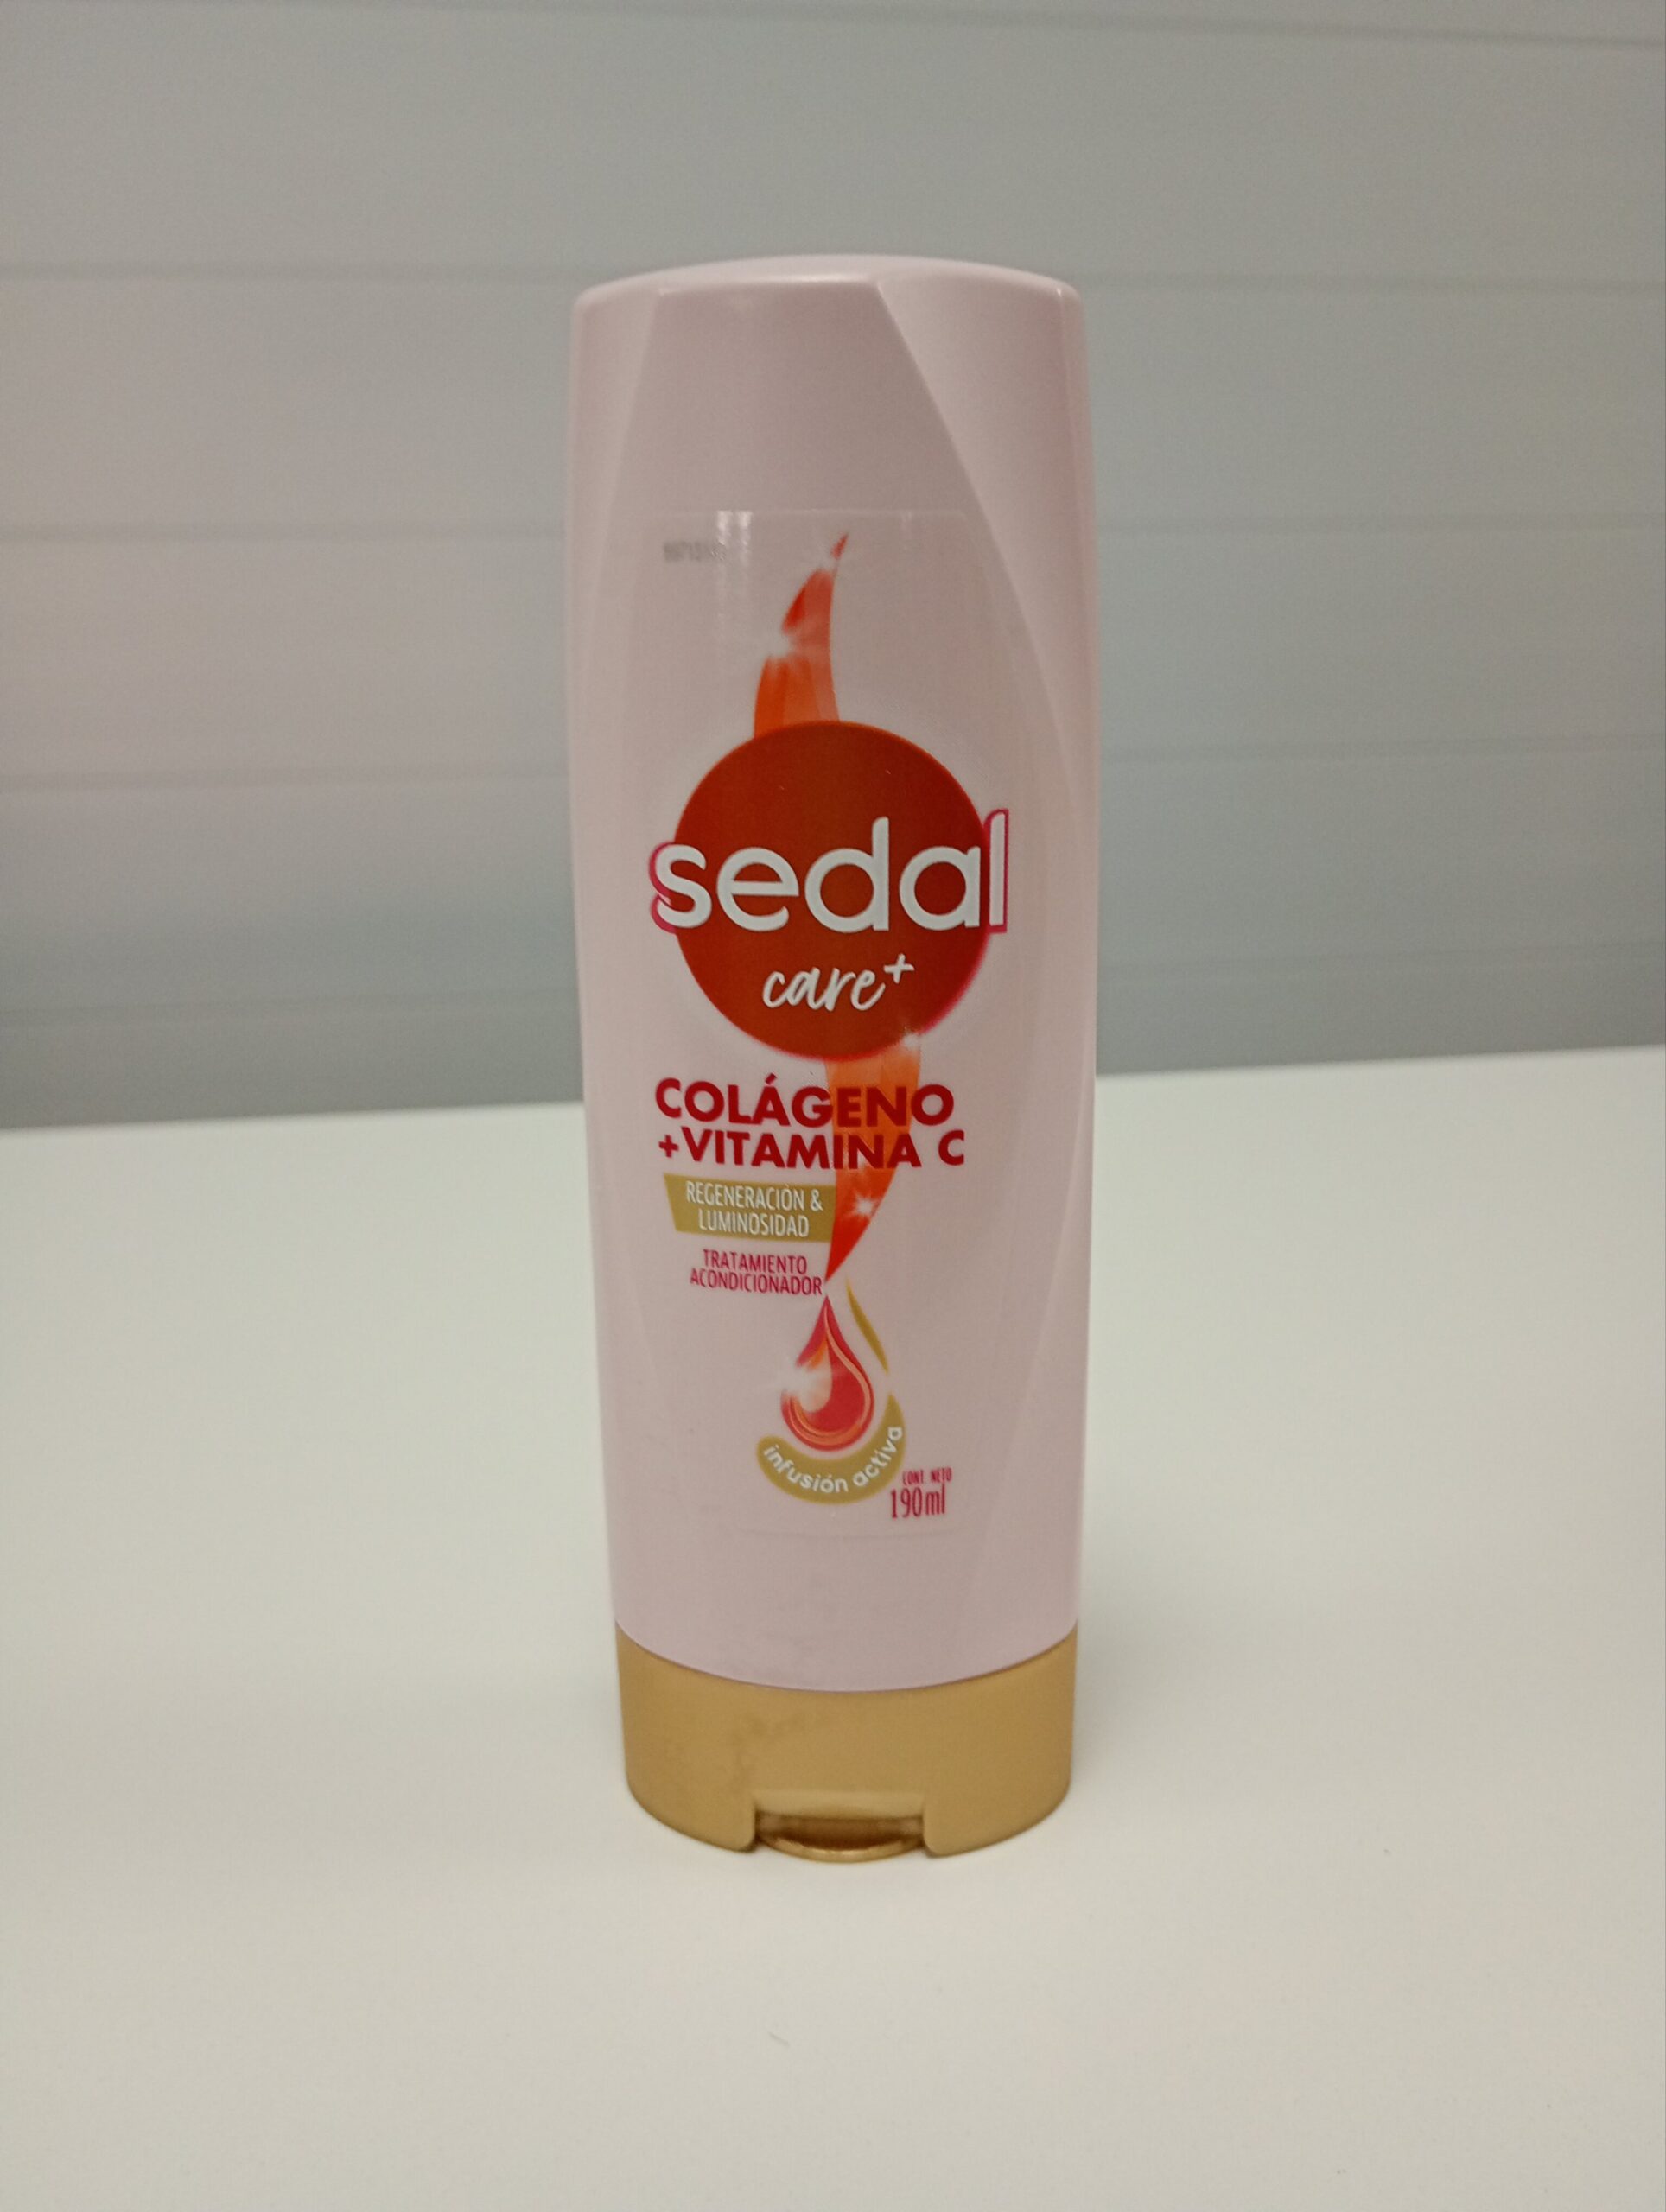 sedal
care+
COLÁGENO
+VITAMINA C
REGENERACIÓN &
LUMINOSIDAD
TRATAMIENTO
ACONDICIONADOR
infusión activa
CONT. NETO
190ml